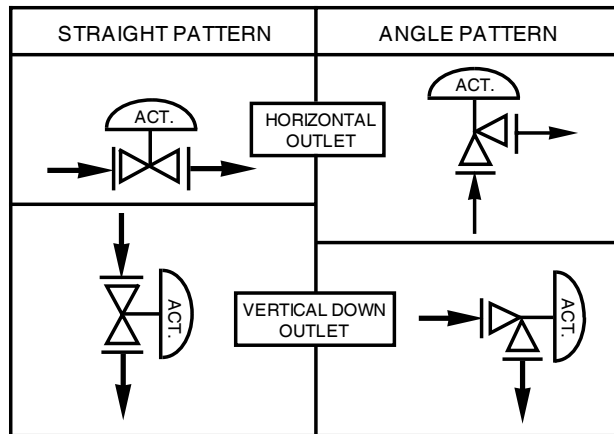 STRAIGHT PATTERN
ANGLE PATTERN
ACT.
HORIZONTAL
OUTLET
ACT.
ACT.
VERTICAL DOWN
OUTLET
ACT.